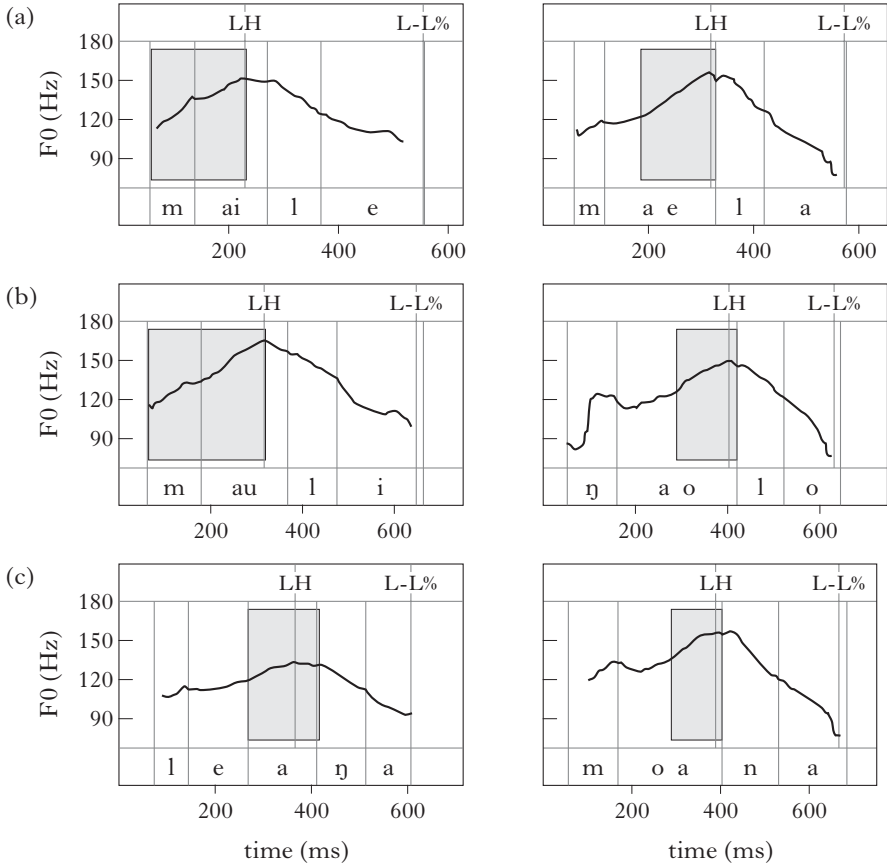 (a)
LH L-L%
180
150
120
90
F0 (Hz)
m ai l e
200 400 600
LH L-L%
m a e l a
200 400 600
(b)
LH L-L%
180
150
120
90
F0 (Hz)
m au l i
200 400 600
LH L-L%
ŋ a o l o
200 400 600
(c)
LH L-L%
180
150
120
90
F0 (Hz)
l e a ŋ a
200 400 600
time (ms)
LH L-L%
m o a n a
200 400 600
time (ms)